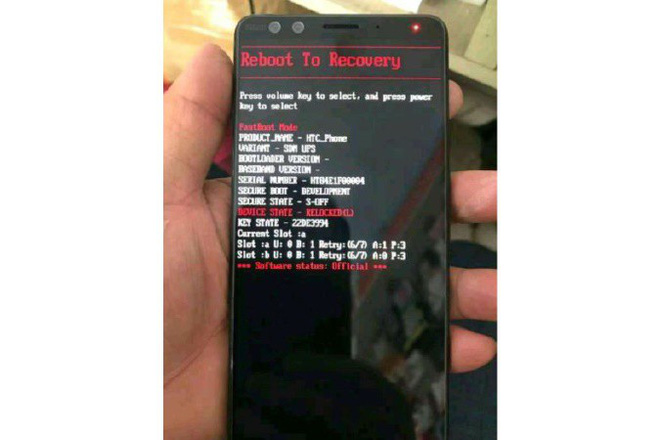 Reboot To Recovery
Press volume key to select, and press power
key to select
FastBoot Mode
PRODUCT_NAME - HTC_Phone
VARIANT - SDM UFS
BOOTLOADER VERSION -
BASEBAND VERSION -
SERIAL NUMBER - HT84E1F00004
SECURE BOOT - DEVELOPMENT
SECURE STATE - S-OFF
DEVICE STATE - RELOCKED(L)
KEY STATE - 22DE3994
Current Slot :a
Slot :a U: 0 B: 1 Retry:(6/7) A:1 P:3
Slot :b U: 0 B: 1 Retry:(6/7) A:0 P:3
*** Software status: Official ***